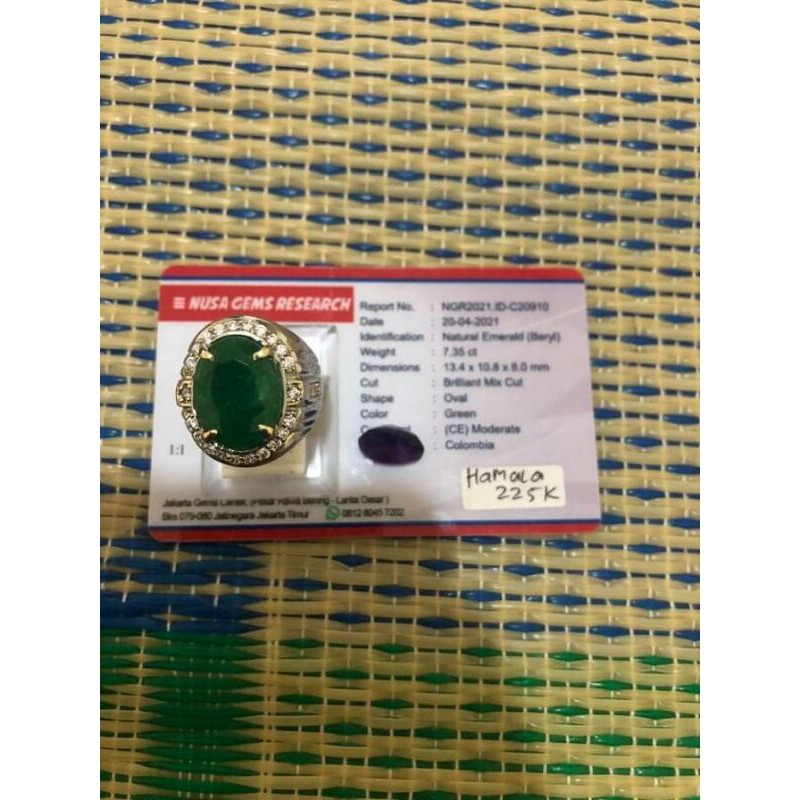 NUSA GEMS RESEARCH
Report No. : NGR2021.ID-C20910
Date : 20-04-2021
Identification : Natural Emerald (Beryl)
Weight : 7.35 ct
Dimensions : 13.4 x 10.8 x 8.0 mm
Cut : Brilliant Mix Cut
Shape : Oval
Color : Green
: (CE) Moderate
: Colombia
1:1
HaMaLa
225K
Jakarta Gems Center, (Pasar Rawa Bening - Lantai Dasar)
Bks 079-080 Jatinegara Jakarta Timur 0812 8045 7202